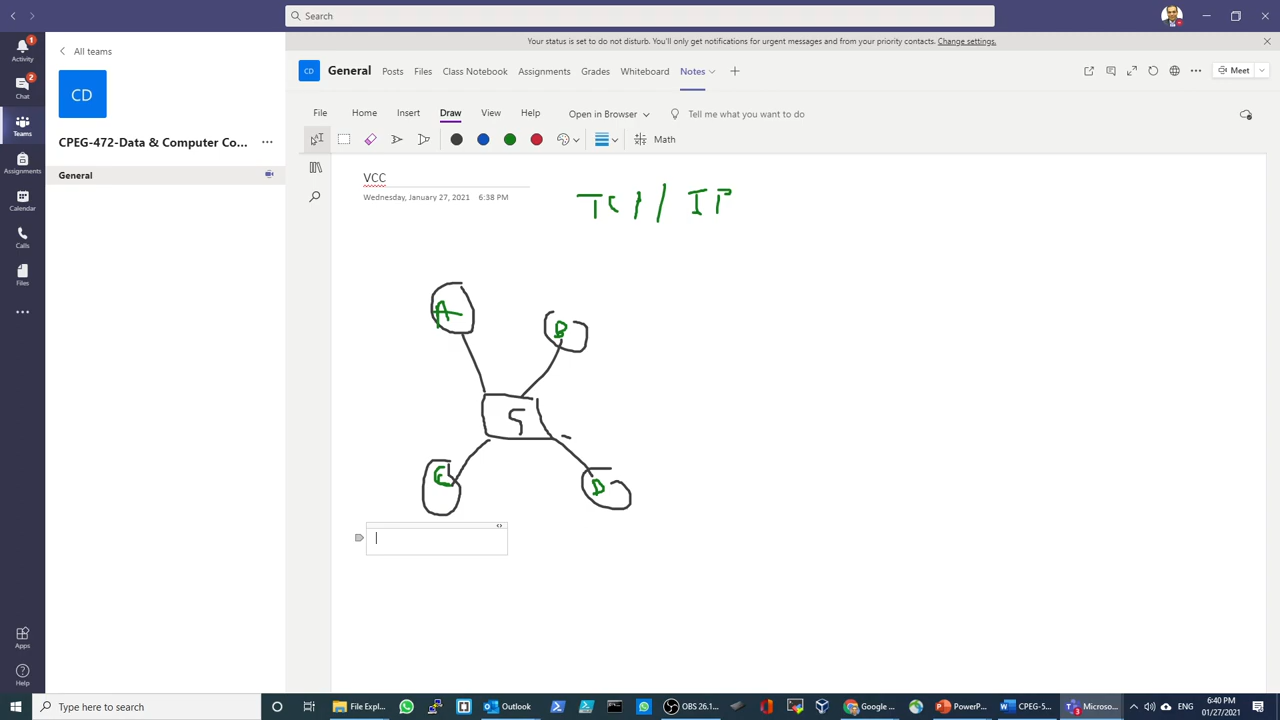 Search
Your status is set to do not disturb. You'll only get notifications for urgent messages and from your priority contacts. Change settings.
1
Activity
2
Chat
Teams
Assignments
Calendar
Calls
Files
Apps
Help
All teams
CD
CPEG-472-Data & Computer Co...
General
CD
General
Posts
Files
Class Notebook
Assignments
Grades
Whiteboard
Notes
Meet
File
Home
Insert
Draw
View
Help
Open in Browser
Tell me what you want to do
Math
VCC
Wednesday, January 27, 2021 6:38 PM
TCP/IP
A
B
S
C
D
Type here to search
File Expl...
Outlook
OBS 26.1...
Google ...
PowerP...
CPEG-5...
3
Micros...
6:40 PM
01/27/2021